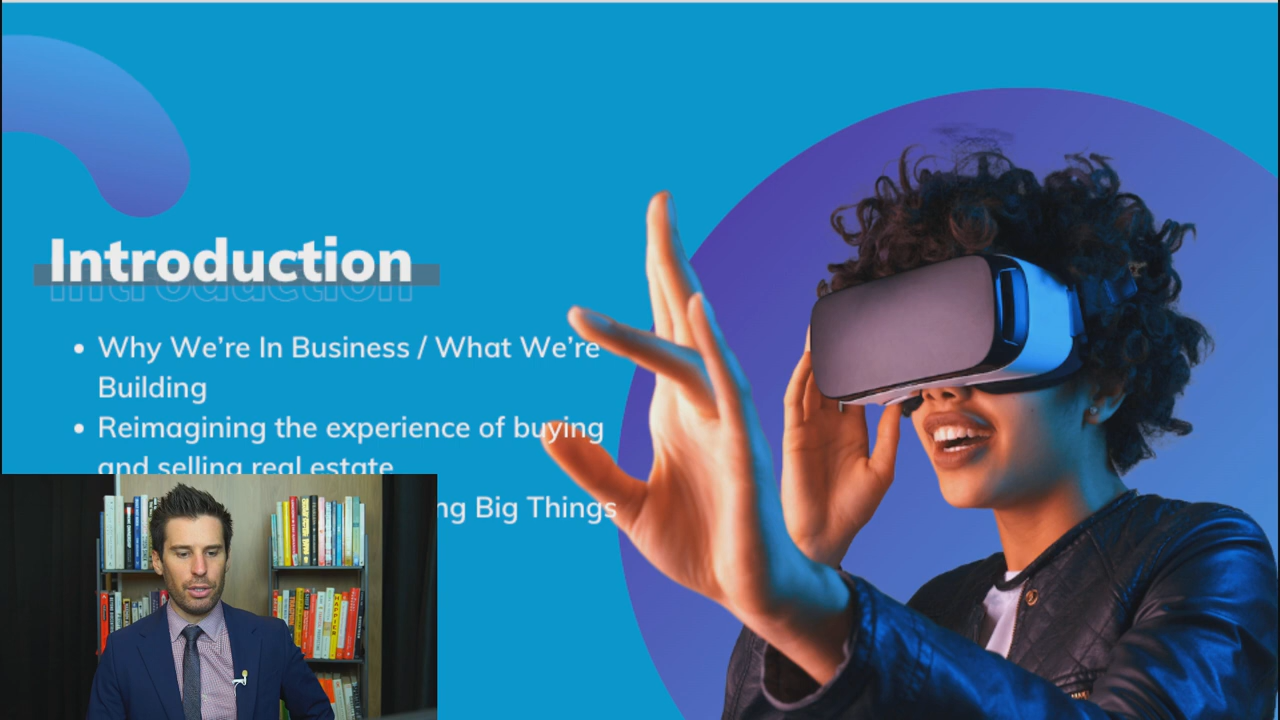 Introduction
Why We're In Business / What We're
Building
Reimagining the experience of buying
and selling real estate
ng Big Things